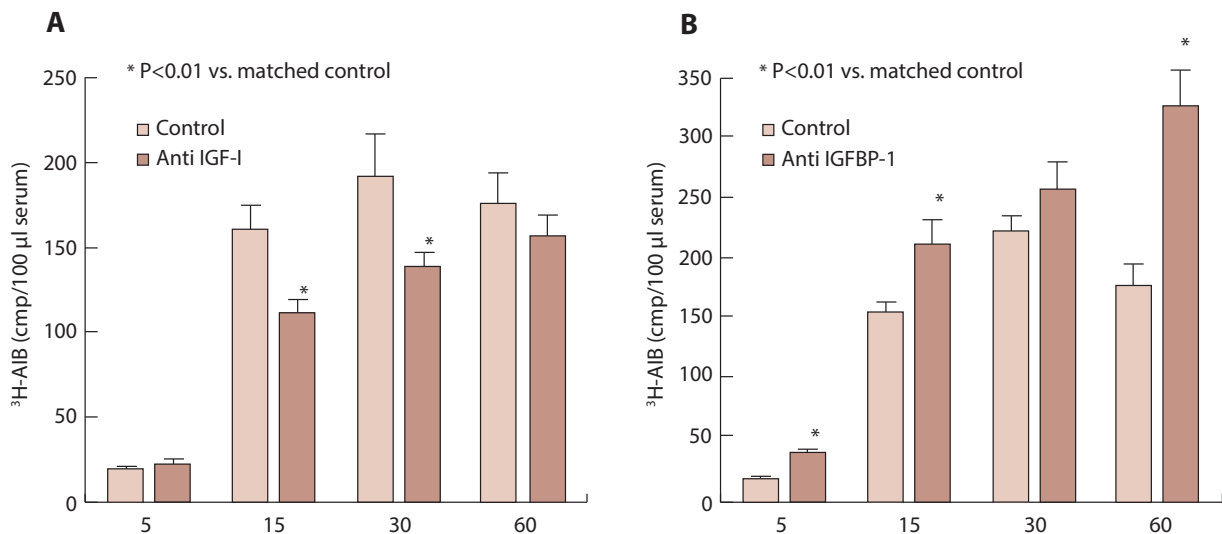 A
* P<0.01 vs. matched control
Control
Anti IGF-I
250
200
150
100
50
0
³H-AIB (cmp/100 µl serum)
*
*
5 15 30 60
B
* P<0.01 vs. matched control
Control
Anti IGFBP-1
350
300
250
200
150
100
50
0
³H-AIB (cmp/100 µl serum)
*
*
*
5 15 30 60